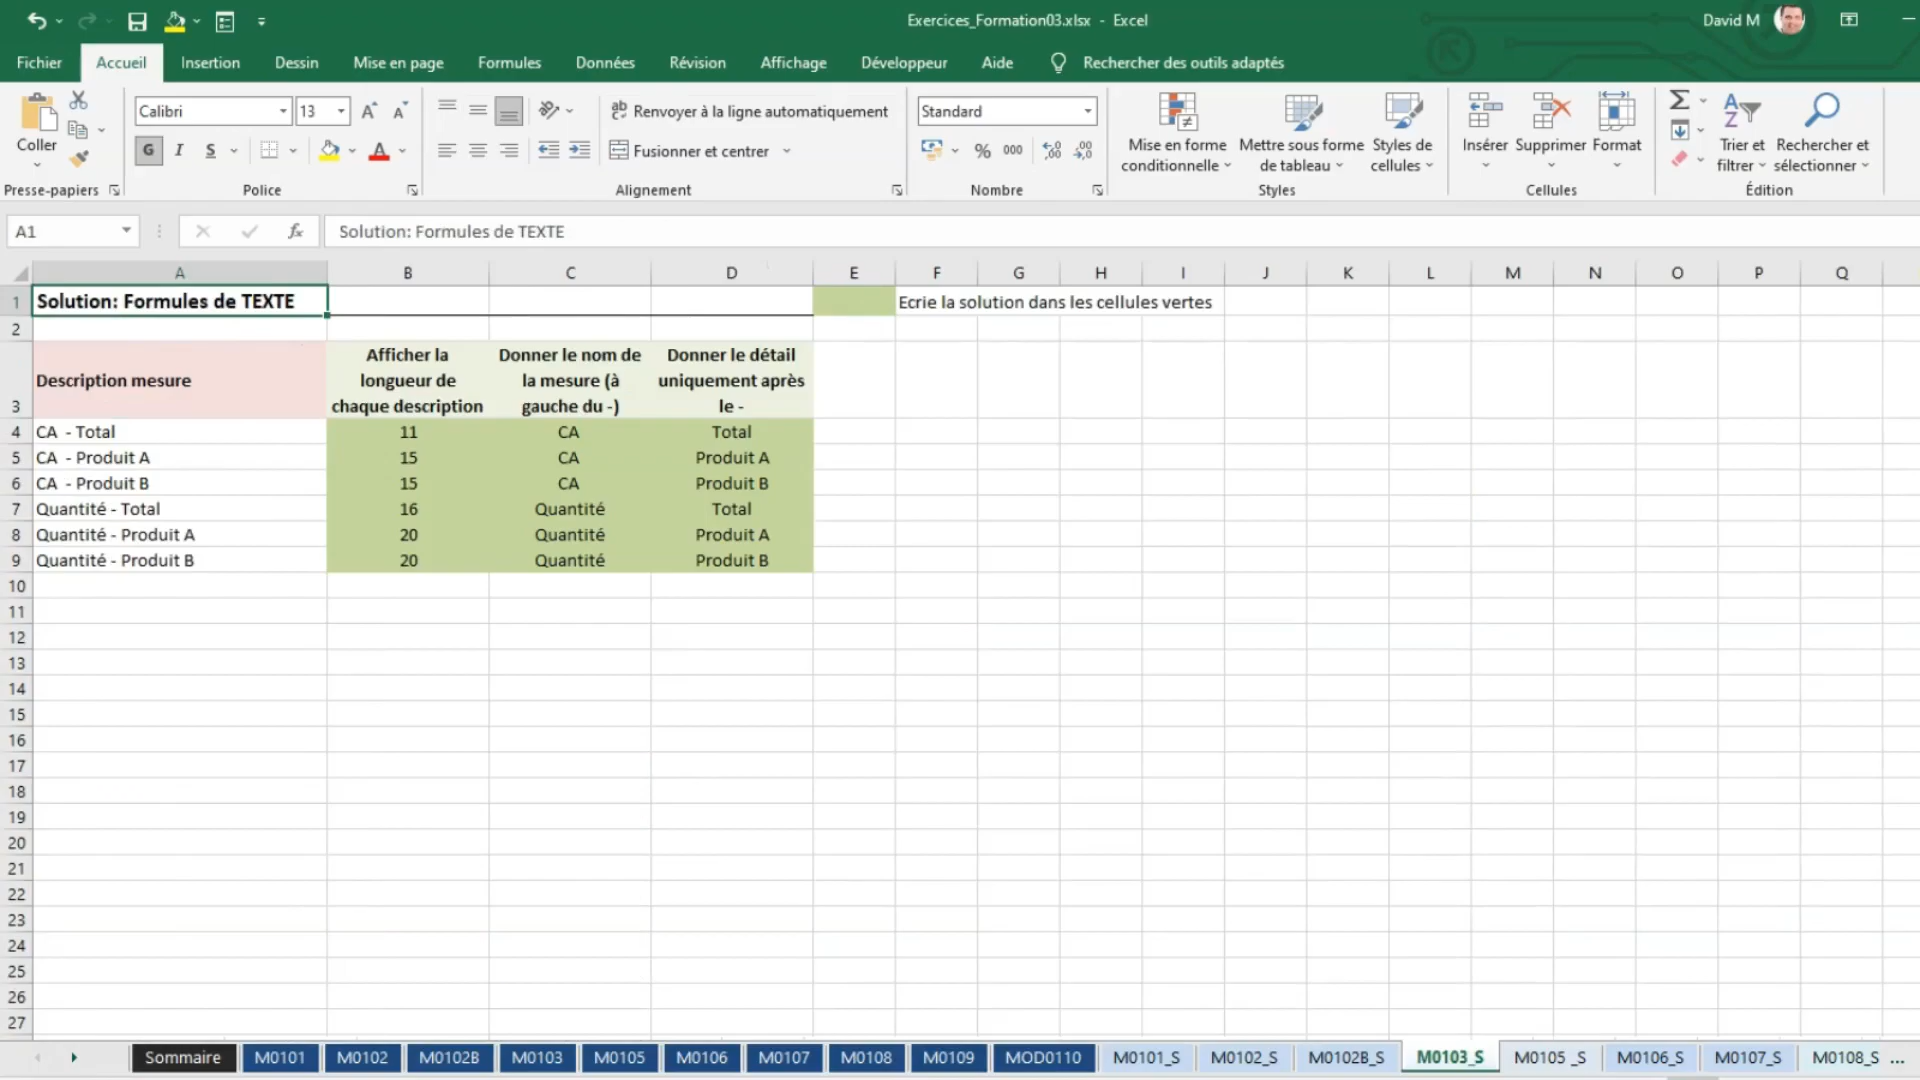 Exercices_Formation03.xlsx - Excel
David M
Fichier Accueil Insertion Dessin Mise en page Formules Données Révision Affichage Développeur Aide Rechercher des outils adaptés
Coller
Presse-papiers
Calibri 13
G I S
Police
Renvoyer à la ligne automatiquement
Fusionner et centrer
Alignement
Standard
% 000
Nombre
Mise en forme conditionnelle
Mettre sous forme de tableau
Styles de cellules
Styles
Insérer Supprimer Format
Cellules
Trier et filtrer
Rechercher et sélectionner
Édition
A1 fx Solution: Formules de TEXTE
A B C D E F G H I J K L M N O P Q
1 Solution: Formules de TEXTE Ecrie la solution dans les cellules vertes
2
3 Description mesure
Afficher la longueur de chaque description
Donner le nom de la mesure (à gauche du -)
Donner le détail uniquement après le -
4 CA  - Total 11 CA Total
5 CA  - Produit A 15 CA Produit A
6 CA  - Produit B 15 CA Produit B
7 Quantité - Total 16 Quantité Total
8 Quantité - Produit A 20 Quantité Produit A
9 Quantité - Produit B 20 Quantité Produit B
10
11
12
13
14
15
16
17
18
19
20
21
22
23
24
25
26
27
Sommaire M0101 M0102 M0102B M0103 M0105 M0106 M0107 M0108 M0109 MOD0110 M0101_S M0102_S M0102B_S M0103_S M0105 _S M0106_S M0107_S M0108_S ...